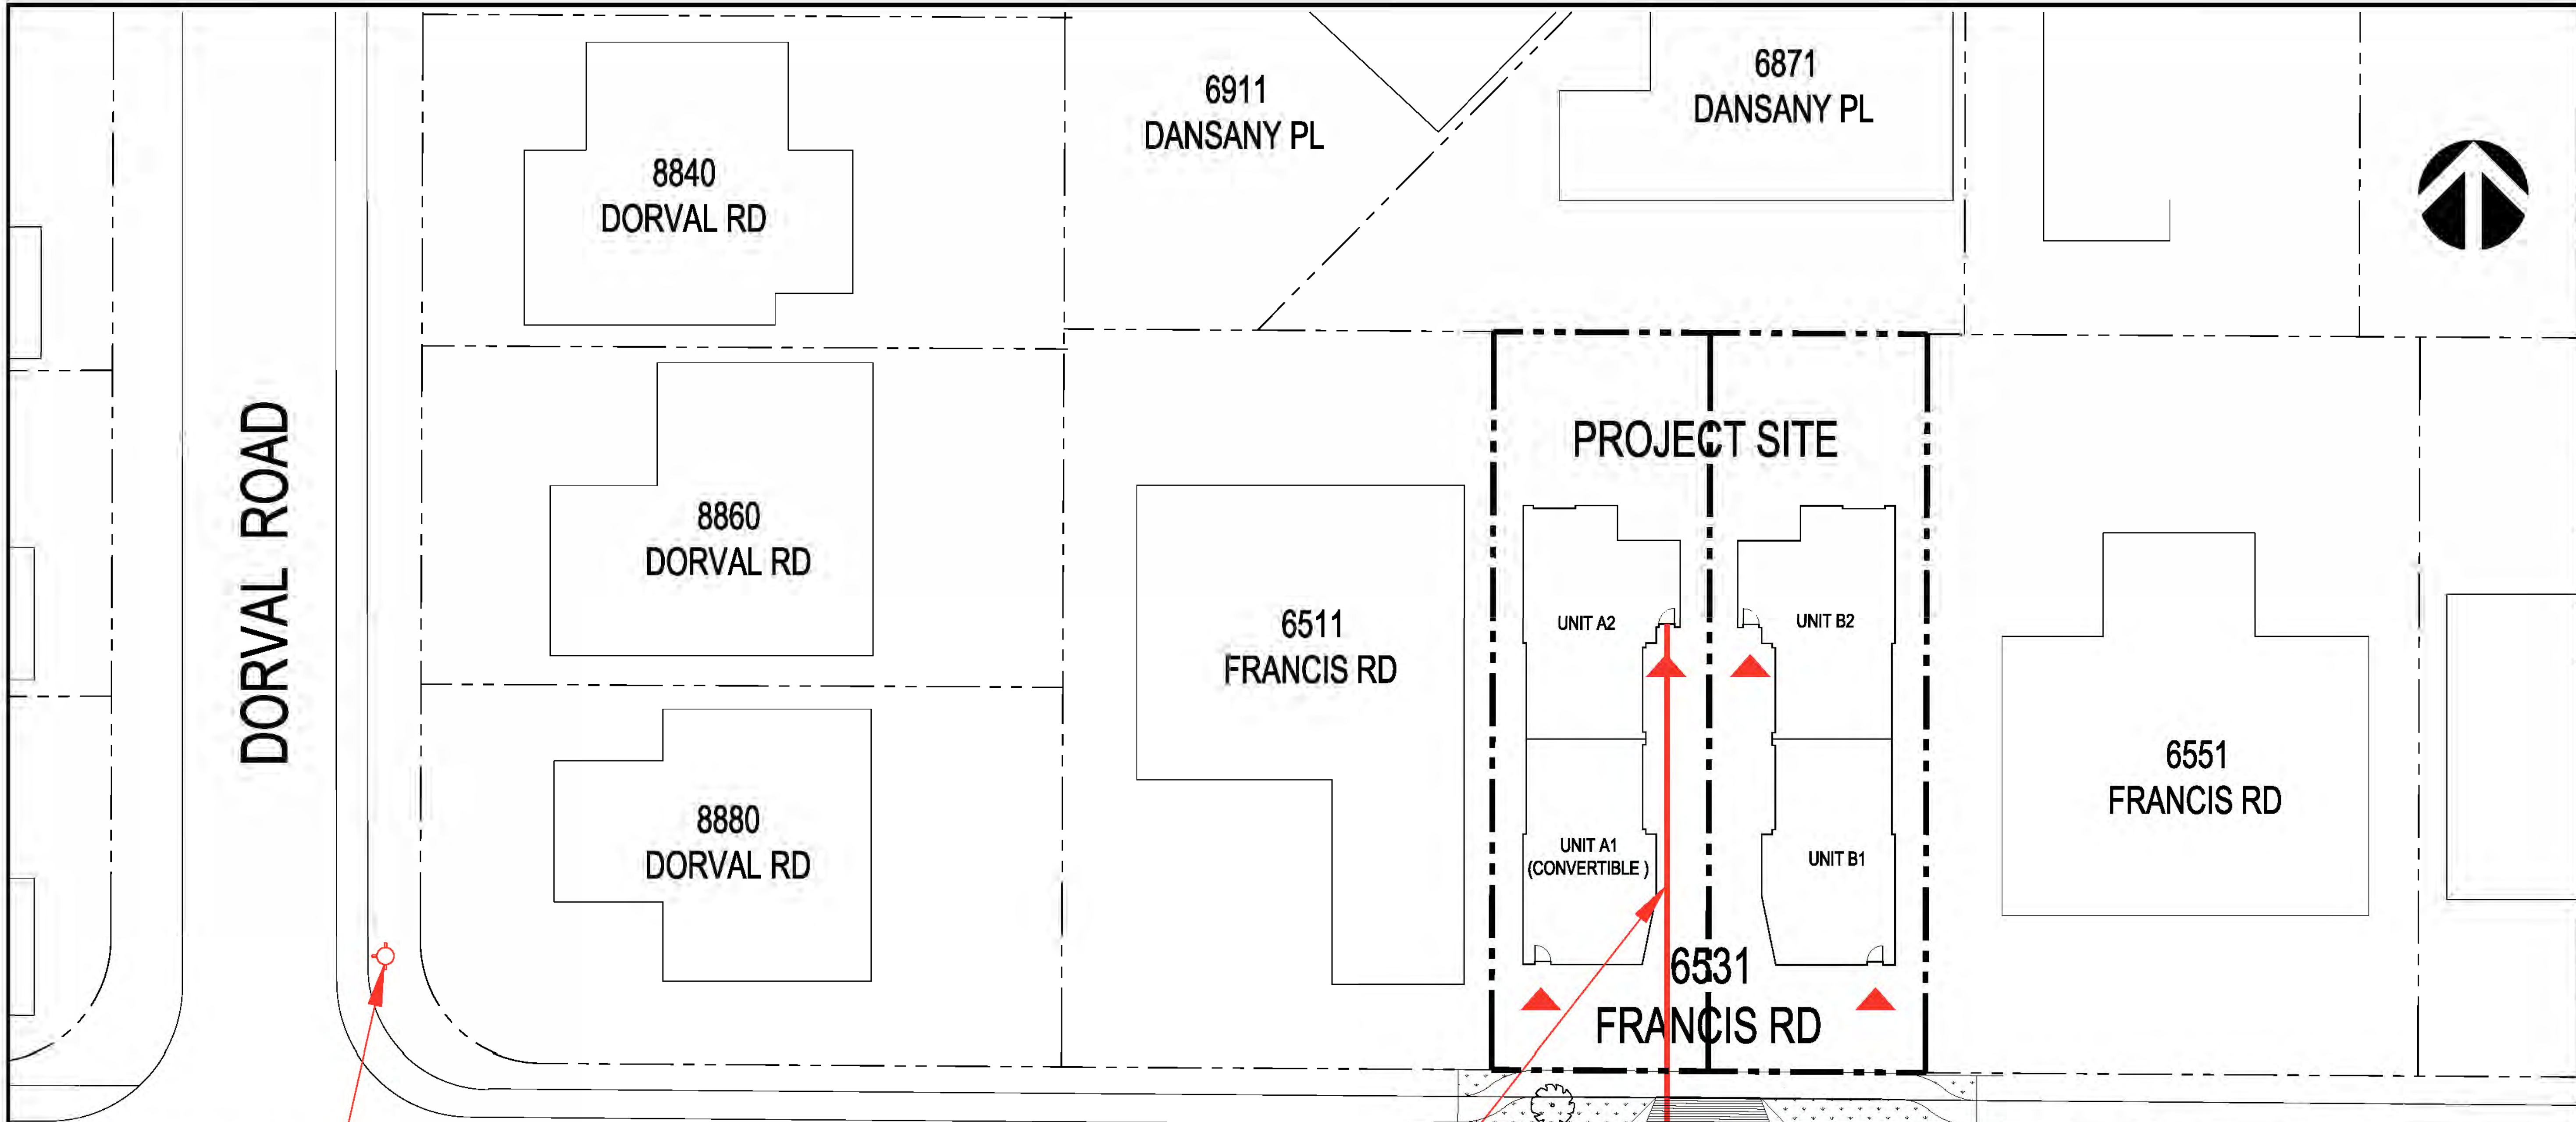 6911
DANSANY PL
6871
DANSANY PL
8840
DORVAL RD
DORVAL ROAD
8860
DORVAL RD
6511
FRANCIS RD
PROJECT SITE
UNIT A2
UNIT B2
6551
FRANCIS RD
8880
DORVAL RD
UNIT A1
(CONVERTIBLE )
UNIT B1
6531
FRANCIS RD